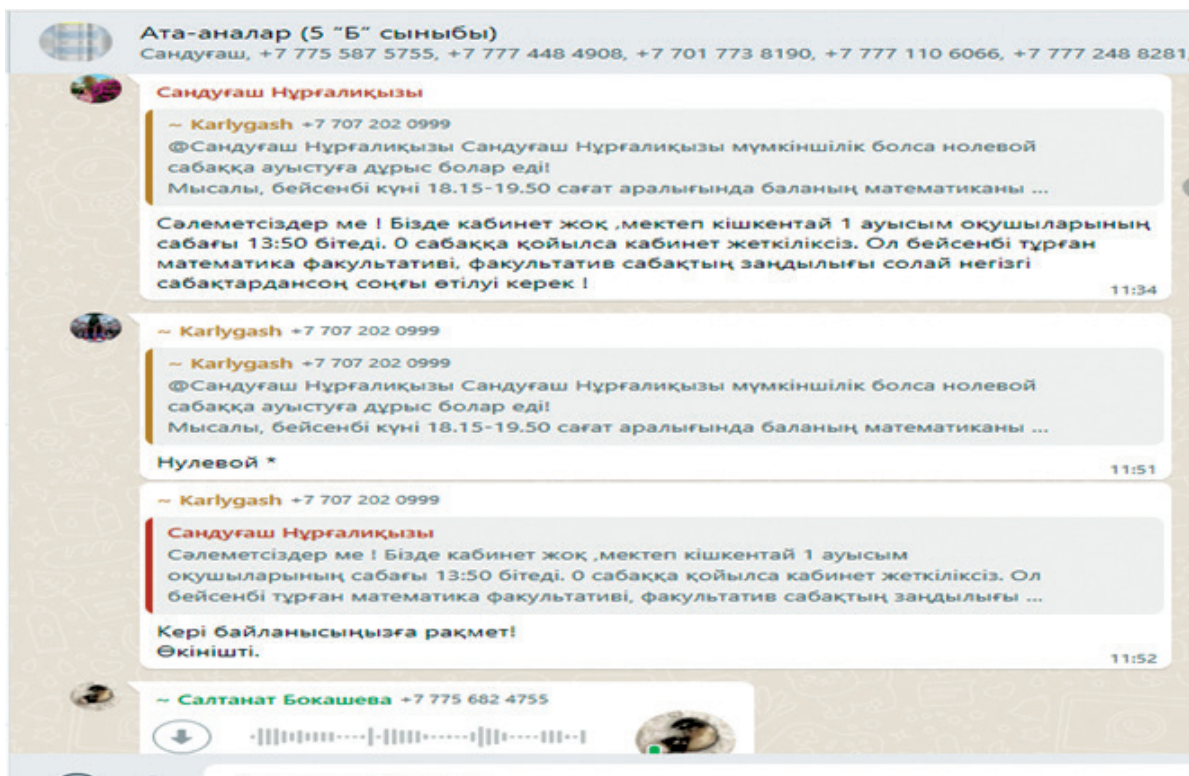 Ата-аналар (5 “Б” сыныбы)
Сандуғаш, +7 775 587 5755, +7 777 448 4908, +7 701 773 8190, +7 777 110 6066, +7 777 248 8281,
Сандуғаш Нұрғалиқызы
~ Karlygash +7 707 202 0999
@Сандуғаш Нұрғалиқызы Сандуғаш Нұрғалиқызы мүмкіншілік болса нолевой
сабаққа ауыстуға дұрыс болар еді!
Мысалы, бейсенбі күні 18.15-19.50 сағат аралығында баланың математиканы ...
Сәлеметсіздер ме ! Бізде кабинет жоқ ,мектеп кішкентай 1 ауысым оқушыларының
сабағы 13:50 бітеді. 0 сабаққа қойылса кабинет жеткіліксіз. Ол бейсенбі тұрған
математика факультативі, факультатив сабақтың заңдылығы солай негізгі
сабақтардансоң соңғы өтілуі керек !
11:34
~ Karlygash +7 707 202 0999
~ Karlygash +7 707 202 0999
@Сандуғаш Нұрғалиқызы Сандуғаш Нұрғалиқызы мүмкіншілік болса нолевой
сабаққа ауыстуға дұрыс болар еді!
Мысалы, бейсенбі күні 18.15-19.50 сағат аралығында баланың математиканы ...
Нулевой *
11:51
~ Karlygash +7 707 202 0999
Сандуғаш Нұрғалиқызы
Сәлеметсіздер ме ! Бізде кабинет жоқ ,мектеп кішкентай 1 ауысым
оқушыларының сабағы 13:50 бітеді. 0 сабаққа қойылса кабинет жеткіліксіз. Ол
бейсенбі тұрған математика факультативі, факультатив сабақтың заңдылығы ...
Кері байланысыңызға рақмет!
Өкінішті.
11:52
~ Салтанат Бокашева +7 775 682 4755